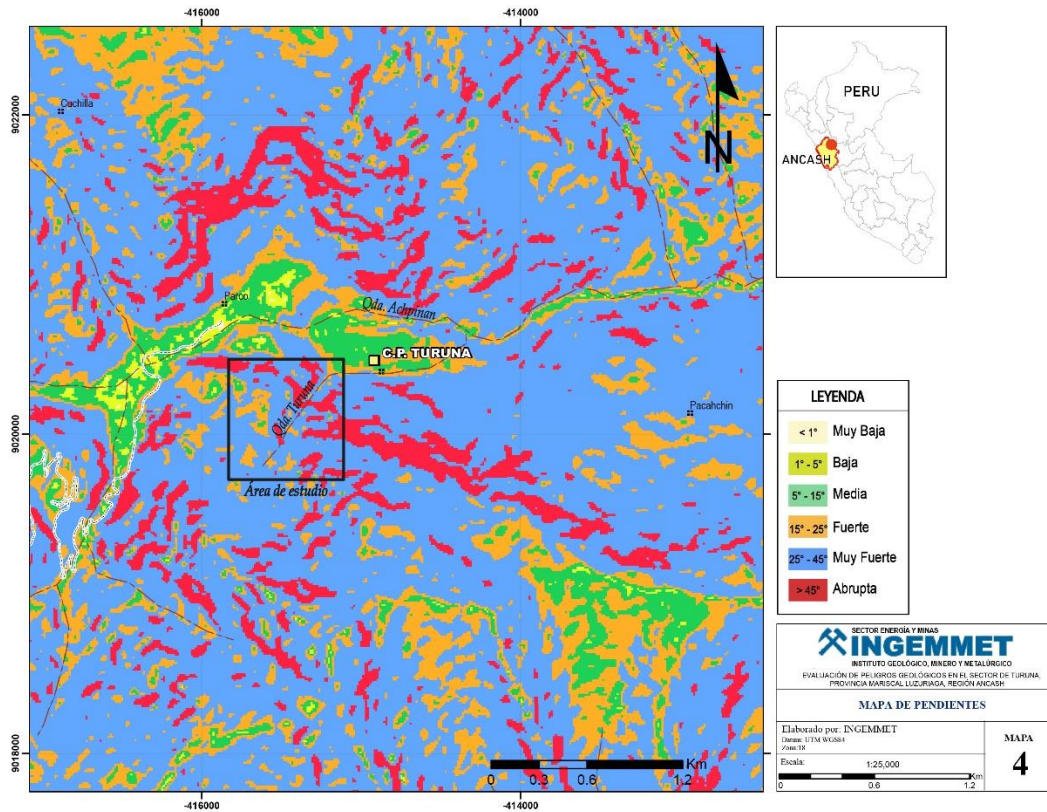 -416000
-414000
9022000
9020000
9018000
Cuchilla
N
Parco
Qda. Achpinan
C.P. TURUNA
Qda. Turuna
Pacahchin
Área de estudio
Km
0 0.3 0.6 1.2
-416000
-414000
PERU
ANCASH
LEYENDA
< 1° Muy Baja
1° - 5° Baja
5° - 15° Media
15° - 25° Fuerte
25° - 45° Muy Fuerte
> 45° Abrupta
SECTOR ENERGÍA Y MINAS
INGEMMET
INSTITUTO GEOLÓGICO, MINERO Y METALÚRGICO
EVALUACIÓN DE PELIGROS GEOLÓGICOS EN EL SECTOR DE TURUNA,
PROVINCIA MARISCAL LUZURIAGA, REGIÓN ANCASH
MAPA DE PENDIENTES
Elaborado por: INGEMMET
Datum: UTM WGS84
Zona:18
Escala: 1:25,000
Km
0 0.6 1.2
MAPA
4